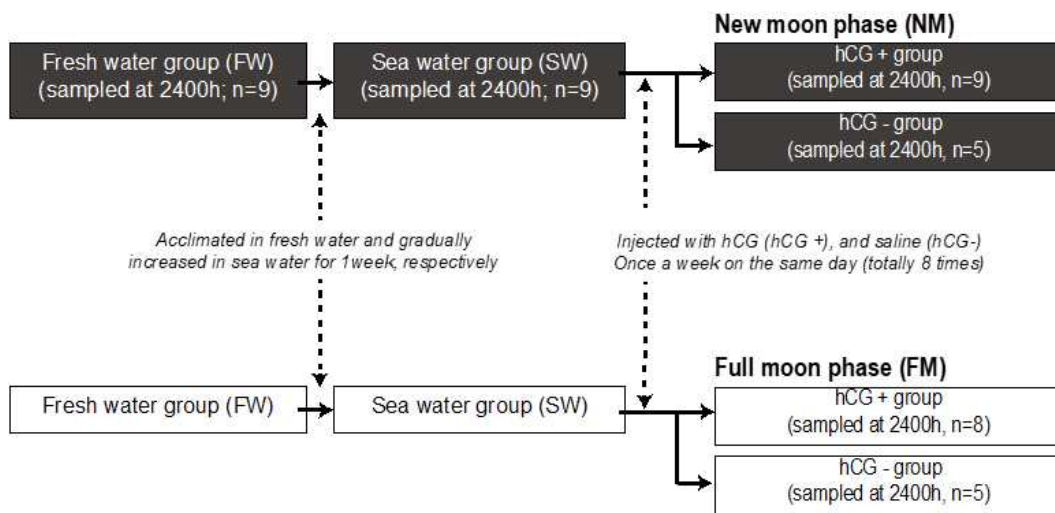 New moon phase (NM)
Fresh water group (FW)
(sampled at 2400h; n=9)
Sea water group (SW)
(sampled at 2400h; n=9)
hCG + group
(sampled at 2400h, n=9)
hCG - group
(sampled at 2400h, n=5)
Acclimated in fresh water and gradually
increased in sea water for 1week, respectively
Injected with hCG (hCG +), and saline (hCG-)
Once a week on the same day (totally 8 times)
Full moon phase (FM)
Fresh water group (FW)
Sea water group (SW)
hCG + group
(sampled at 2400h, n=8)
hCG - group
(sampled at 2400h, n=5)